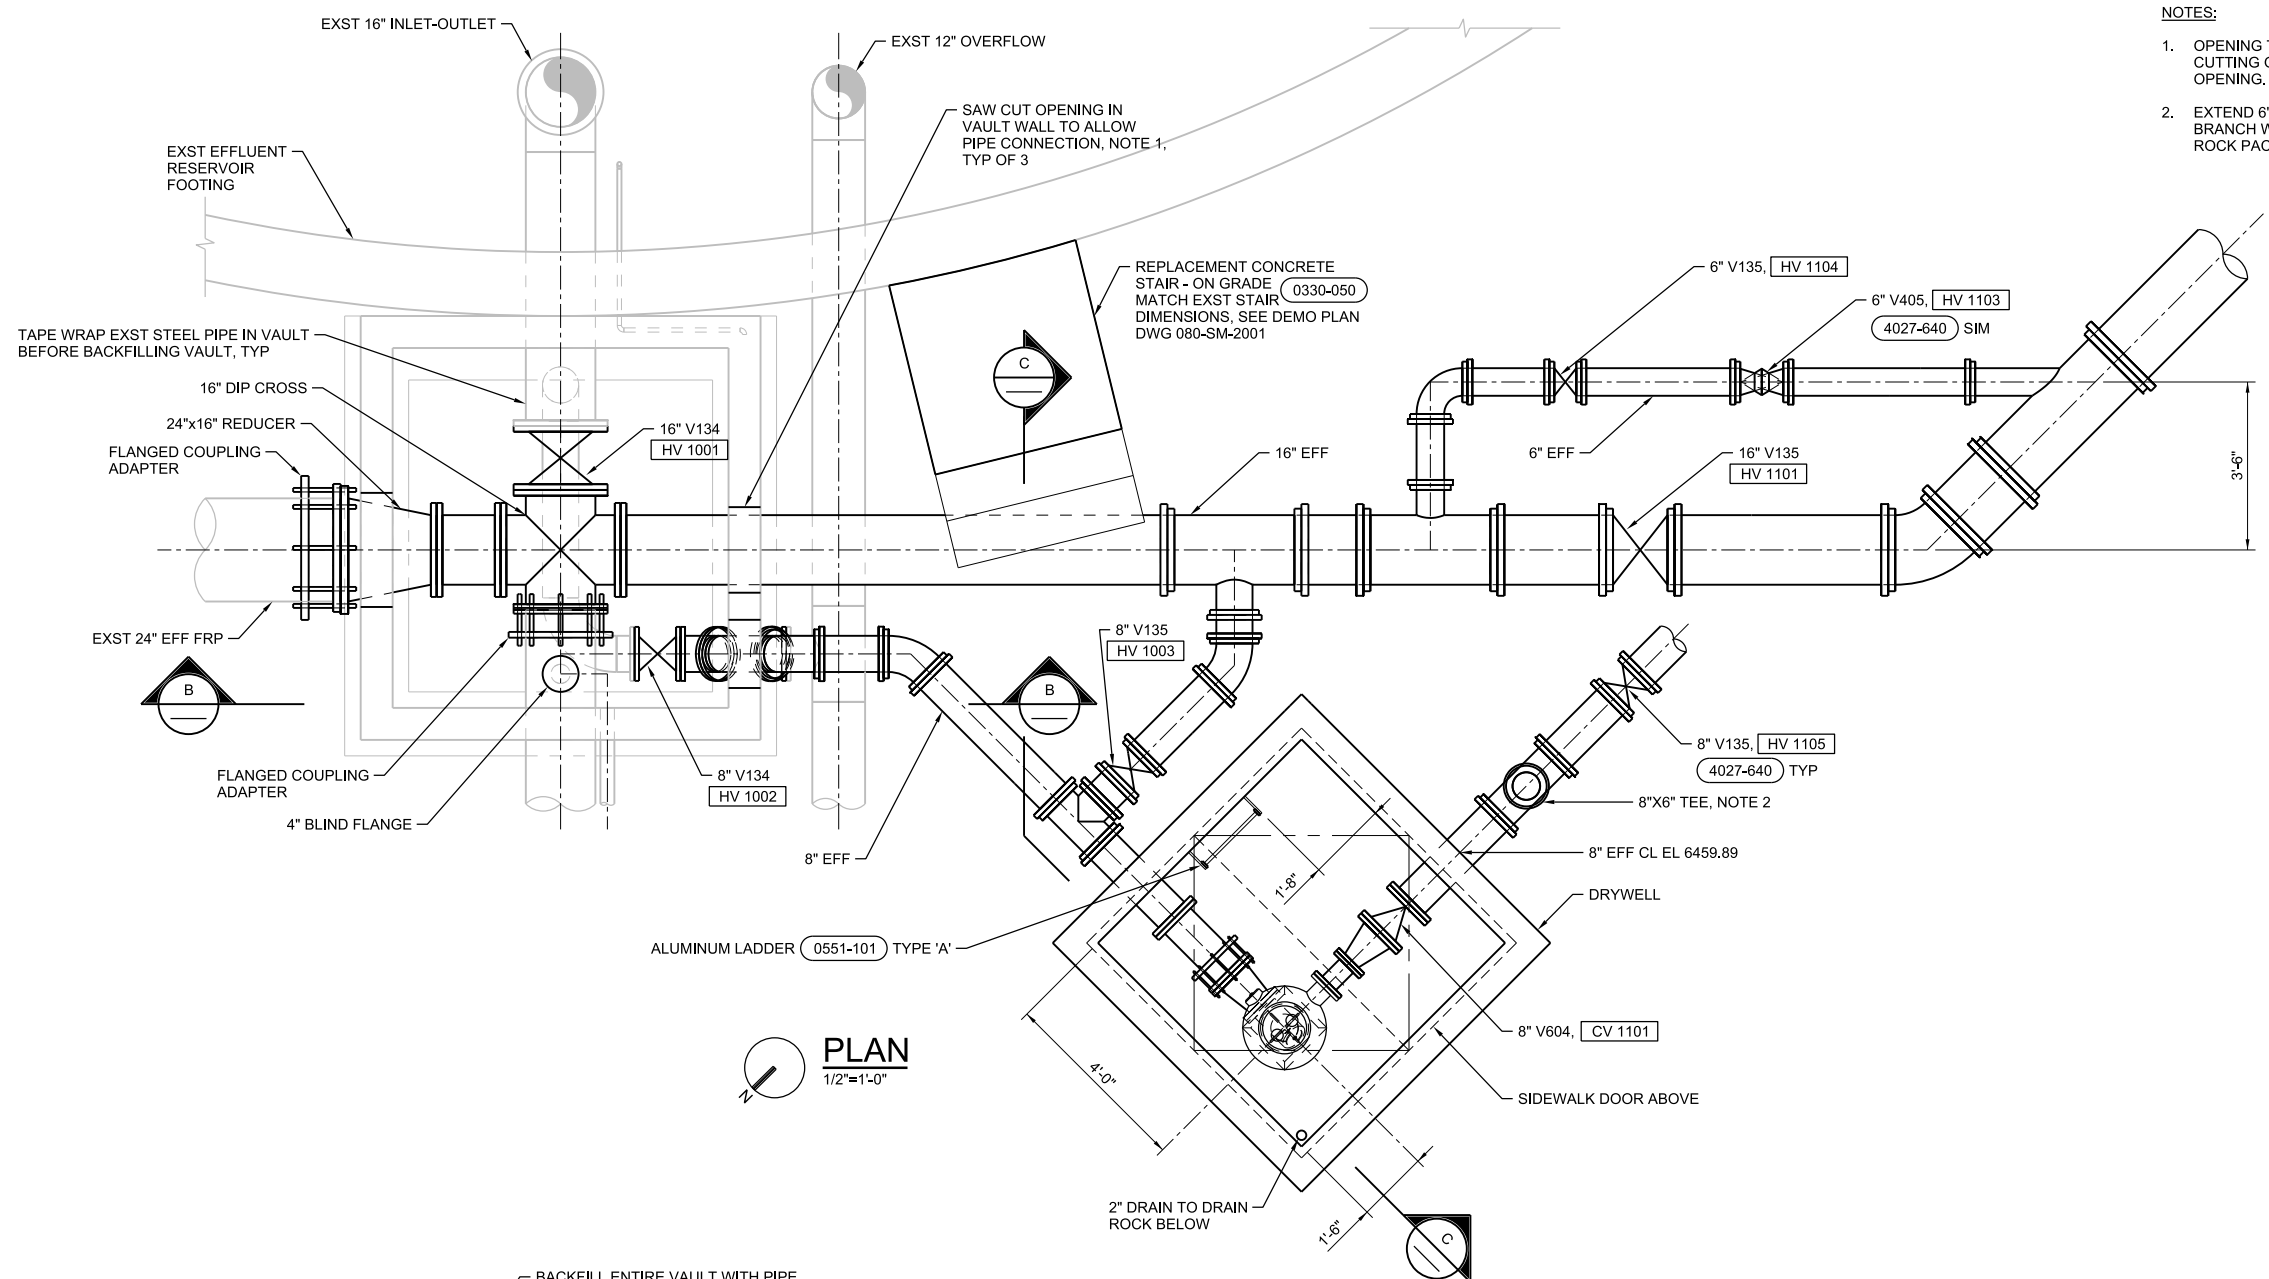 EXST 16" INLET-OUTLET
EXST 12" OVERFLOW
NOTES:
1. OPENING
CUTTING
OPENING.
2. EXTEND 6"
BRANCH
ROCK
SAW CUT OPENING IN
VAULT WALL TO ALLOW
PIPE CONNECTION, NOTE 1,
TYP OF 3
EXST EFFLUENT
RESERVOIR
FOOTING
REPLACEMENT CONCRETE
STAIR - ON GRADE 0330-050
MATCH EXST STAIR
DIMENSIONS, SEE DEMO PLAN
DWG 080-SM-2001
6" V135, HV 1104
6" V405, HV 1103
4027-640 SIM
TAPE WRAP EXST STEEL PIPE IN VAULT
BEFORE BACKFILLING VAULT, TYP
C
16" DIP CROSS
24"x16" REDUCER
FLANGED COUPLING
ADAPTER
16" V134
HV 1001
16" EFF
6" EFF
16" V135
HV 1101
3'-6"
EXST 24" EFF FRP
8" V135
HV 1003
B
B
8" V135, HV 1105
4027-640 TYP
FLANGED COUPLING
ADAPTER
8" V134
HV 1002
8"X6" TEE, NOTE 2
4" BLIND FLANGE
8" EFF
8" EFF CL EL 6459.89
1'-8"
DRYWELL
ALUMINUM LADDER 0551-101 TYPE 'A'
8" V604, CV 1101
PLAN
1/2"=1'-0"
N
4'-0"
SIDEWALK DOOR ABOVE
2" DRAIN TO DRAIN
ROCK BELOW
1'-6"
C
BACKFILL ENTIRE VAULT WITH PIPE